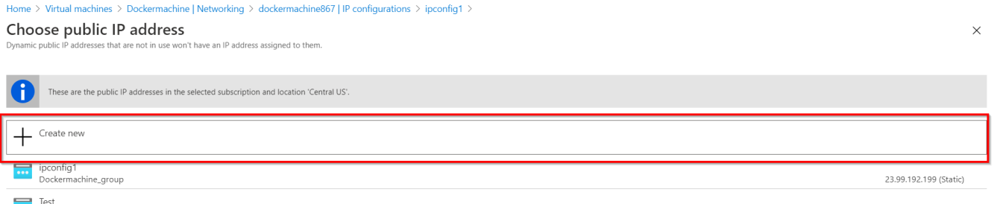 Home > Virtual machines > Dockermachine | Networking > dockermachine867 | IP configurations > ipconfig1 >
Choose public IP address
Dynamic public IP addresses that are not in use won't have an IP address assigned to them.
These are the public IP addresses in the selected subscription and location 'Central US'.
Create new
ipconfig1
Dockermachine_group 23.99.192.199 (Static)
Test